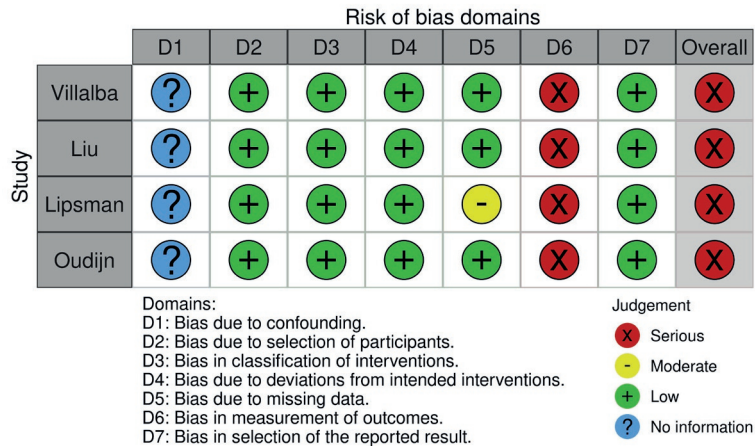 Risk of bias domains
D1 D2 D3 D4 D5 D6 D7 Overall
Study
Villalba ? + + + + X + X
Liu ? + + + + X + X
Lipsman ? + + + - X + X
Oudijn ? + + + + X + X
Domains:
D1: Bias due to confounding.
D2: Bias due to selection of participants.
D3: Bias in classification of interventions.
D4: Bias due to deviations from intended interventions.
D5: Bias due to missing data.
D6: Bias in measurement of outcomes.
D7: Bias in selection of the reported result.
Judgement
X Serious
- Moderate
+ Low
? No information